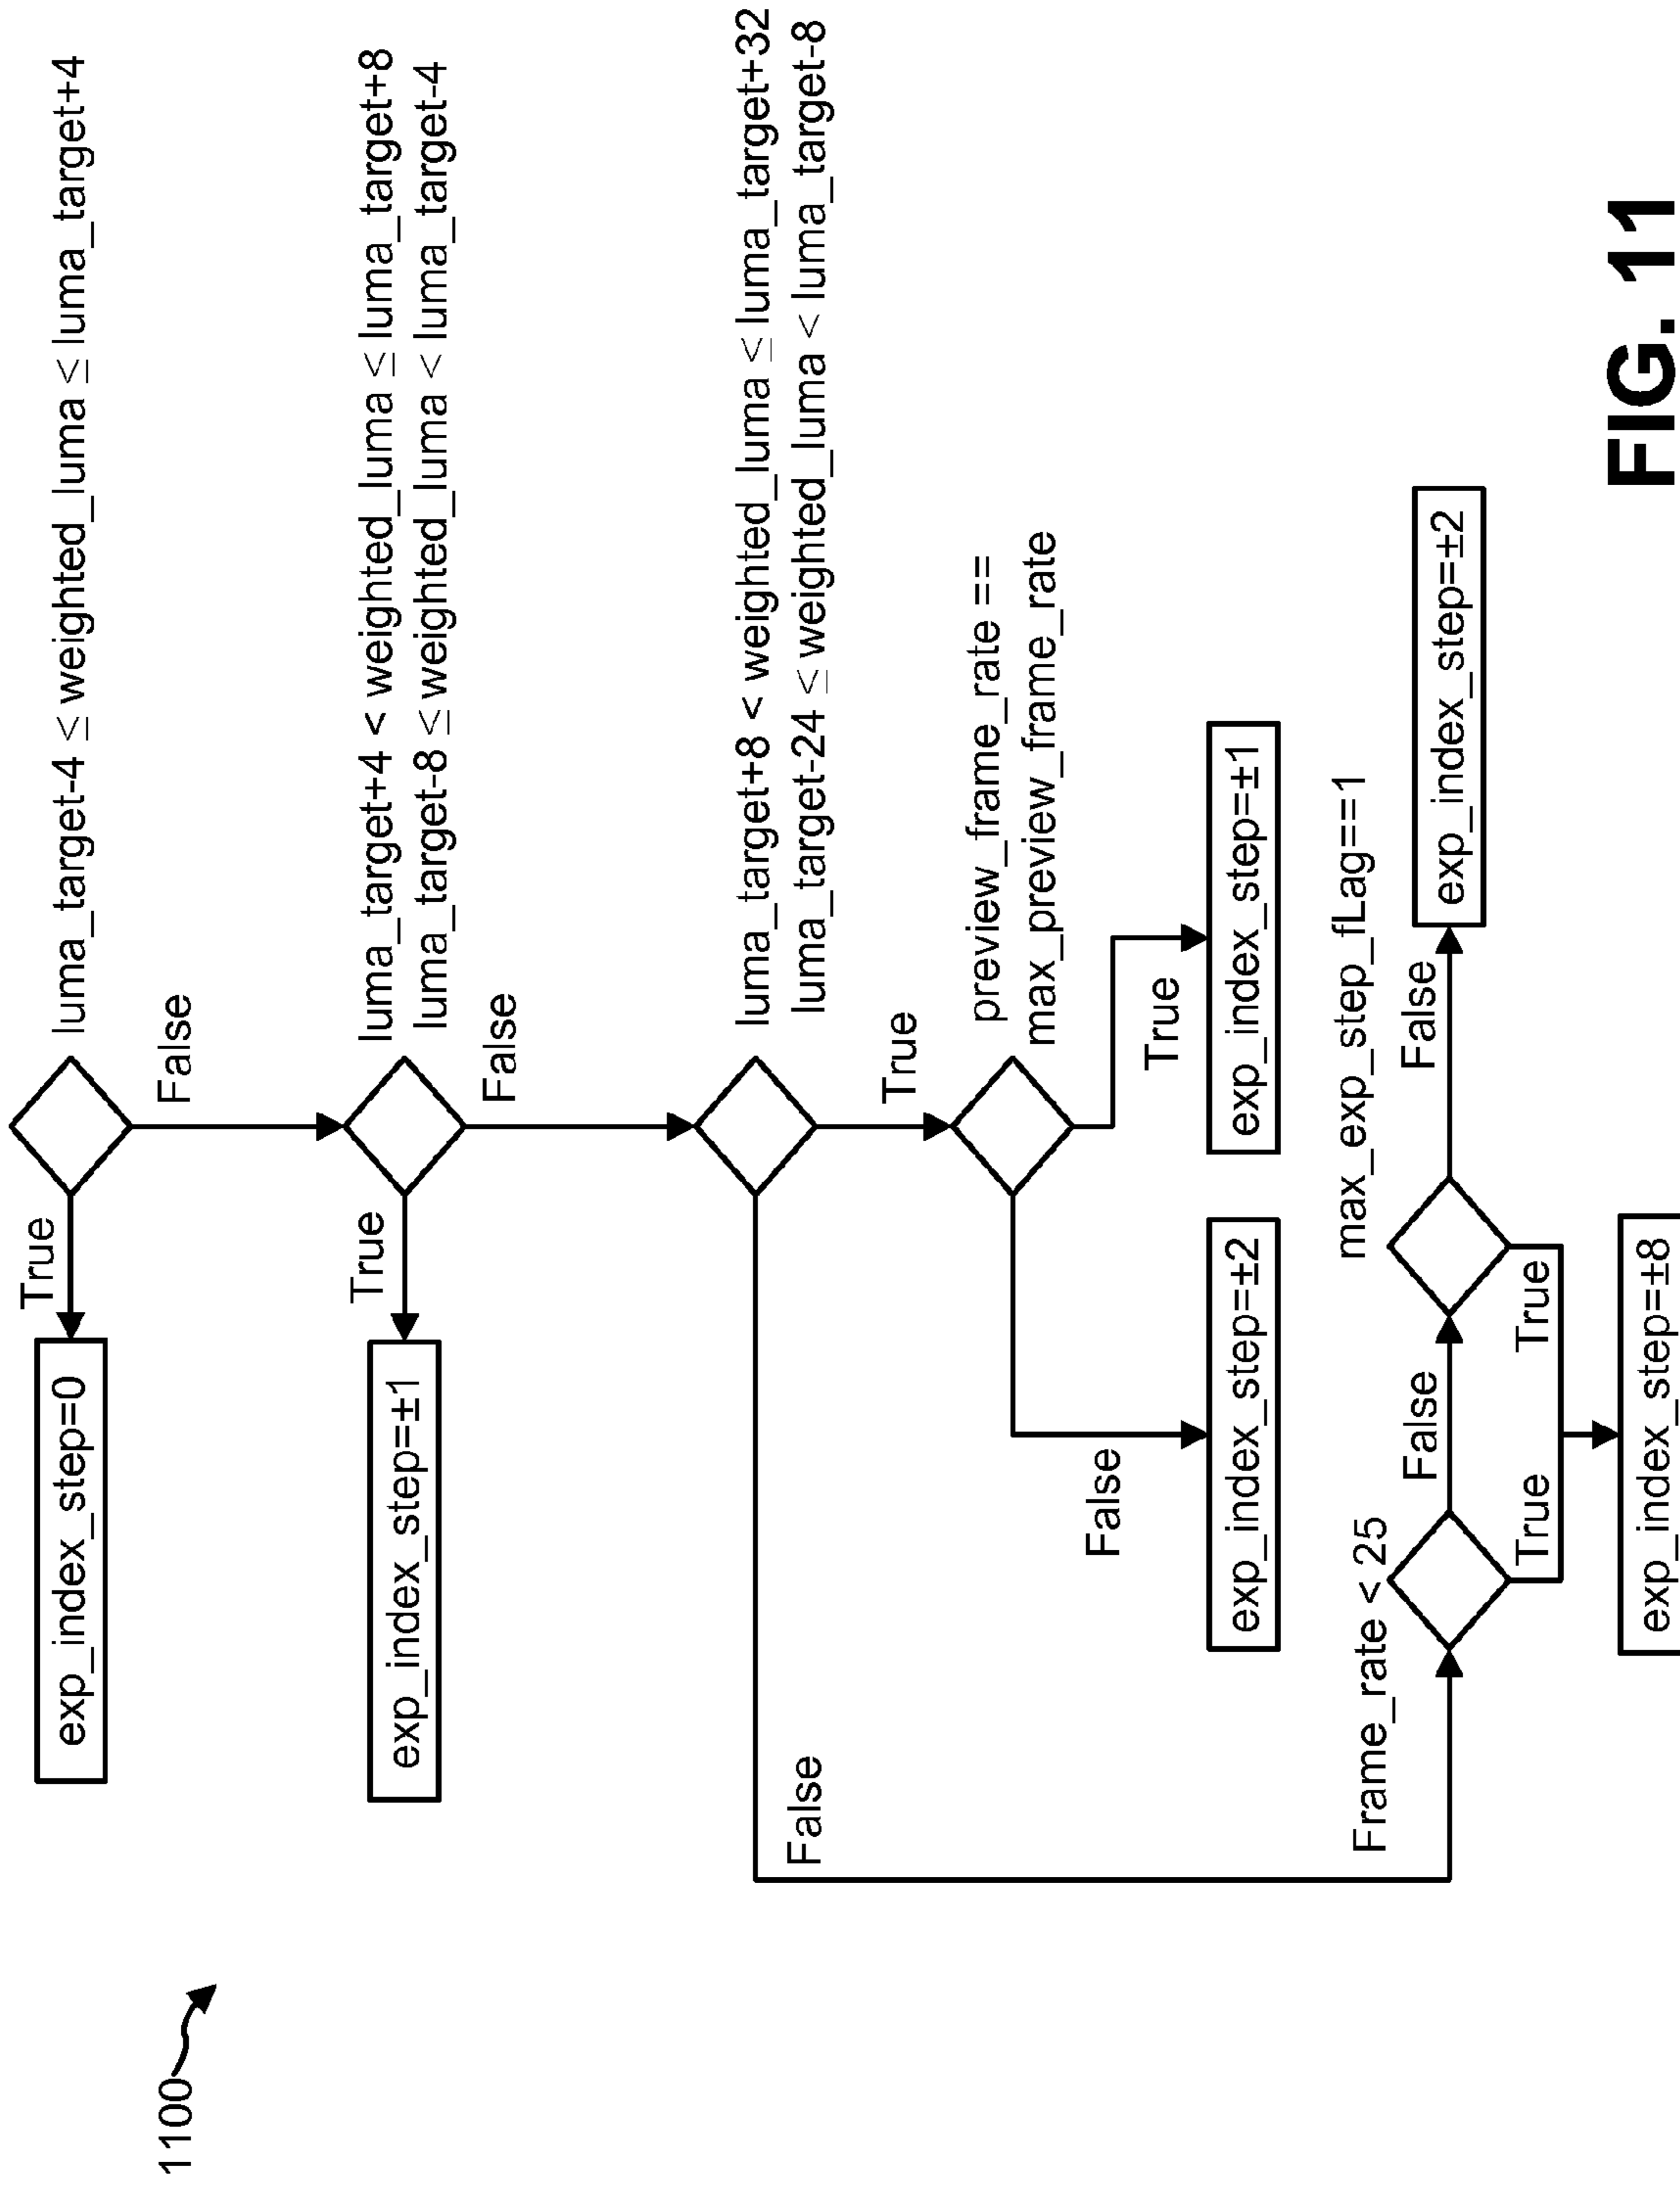 1100
True
luma_target-4 ≤ weighted_luma ≤ luma_target+4
exp_index_step=0
False
True
luma_target+4 < weighted_luma ≤ luma_target+8
luma_target-8 ≤ weighted_luma < luma_target-4
exp_index_step=±1
False
luma_target+8 < weighted_luma ≤ luma_target+32
luma_target-24 ≤ weighted_luma < luma_target-8
False
True
preview_frame_rate ==
max_preview_frame_rate
False
True
exp_index_step=±2
exp_index_step=±1
Frame_rate < 25
max_exp_step_fLag==1
False
False
exp_index_step=±2
True
True
exp_index_step=±8
FIG. 11